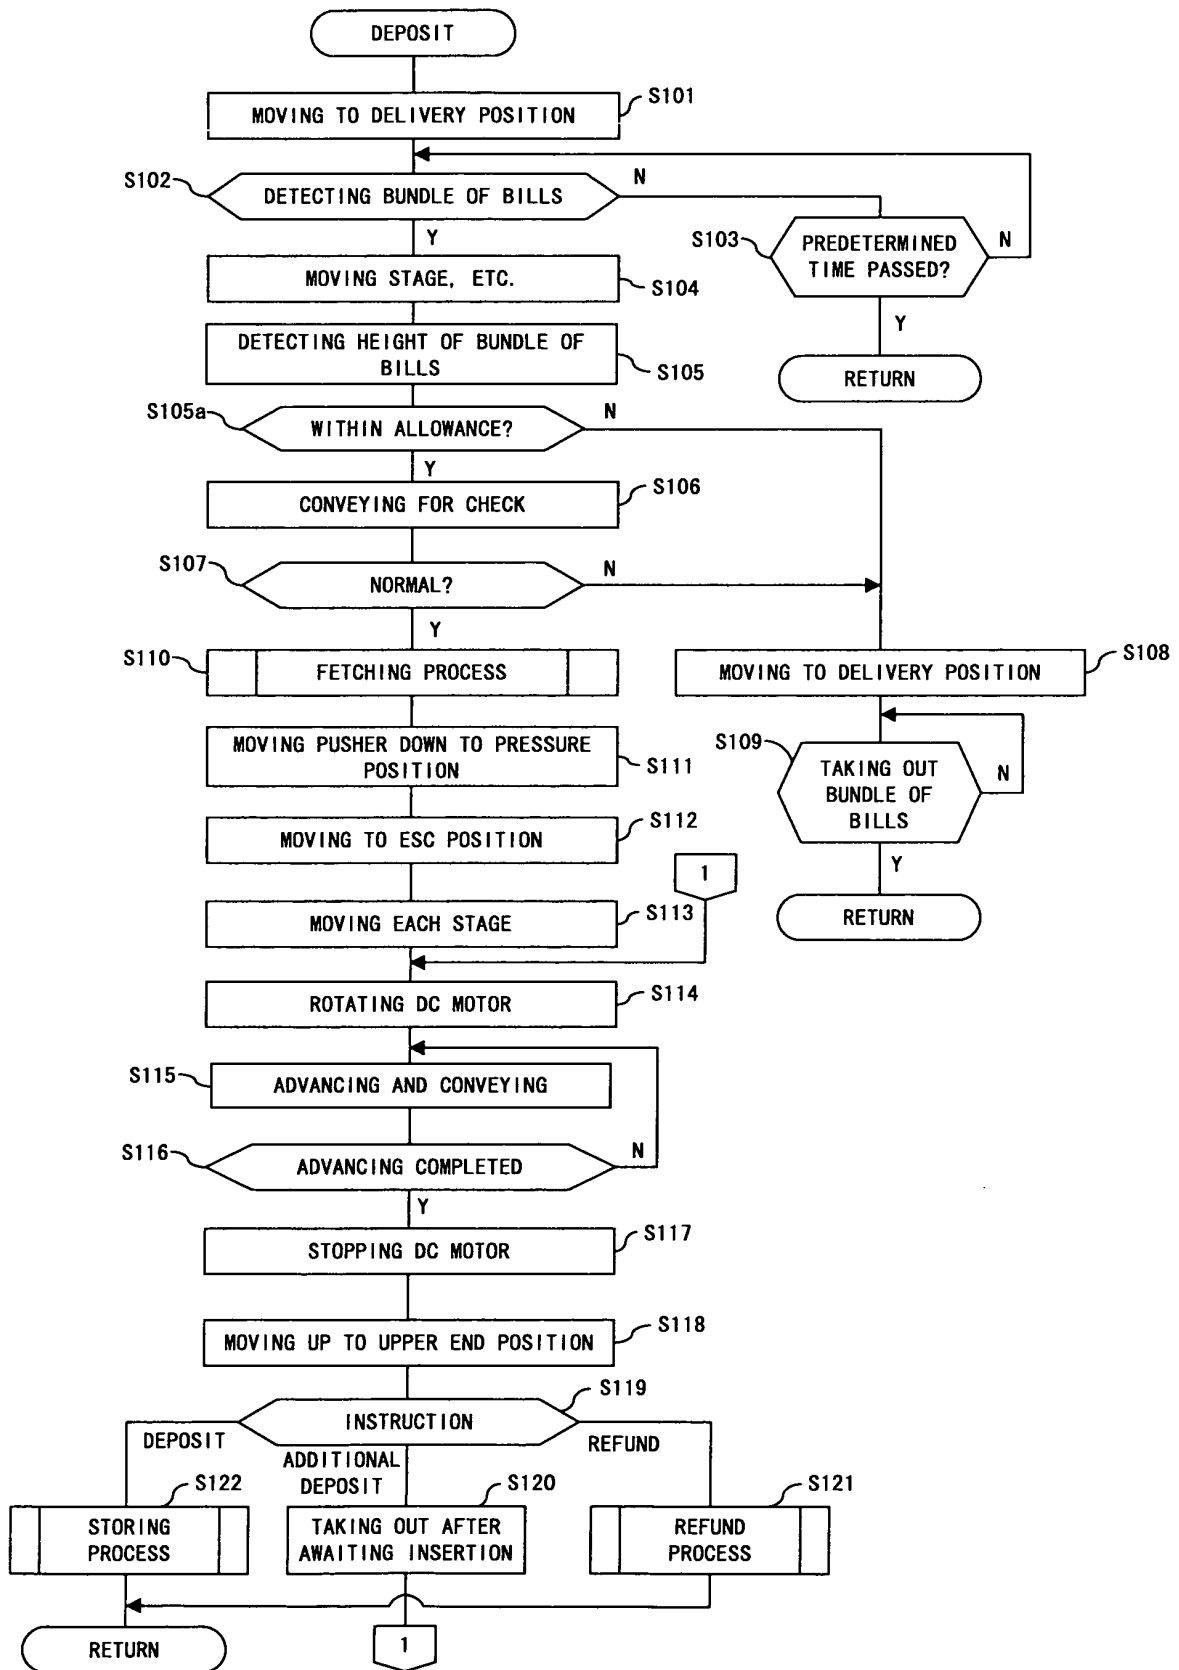 DEPOSIT
MOVING TO DELIVERY POSITION
S101
S102
DETECTING BUNDLE OF BILLS
N
Y
S103
PREDETERMINED
TIME PASSED?
N
Y
RETURN
MOVING STAGE, ETC.
S104
DETECTING HEIGHT OF BUNDLE OF
BILLS
S105
S105a
WITHIN ALLOWANCE?
N
Y
CONVEYING FOR CHECK
S106
S107
NORMAL?
N
Y
S110
FETCHING PROCESS
MOVING TO DELIVERY POSITION
S108
S109
TAKING OUT
BUNDLE OF
BILLS
N
Y
RETURN
MOVING PUSHER DOWN TO PRESSURE
POSITION
S111
MOVING TO ESC POSITION
S112
1
MOVING EACH STAGE
S113
ROTATING DC MOTOR
S114
S115
ADVANCING AND CONVEYING
S116
ADVANCING COMPLETED
N
Y
STOPPING DC MOTOR
S117
MOVING UP TO UPPER END POSITION
S118
INSTRUCTION
S119
DEPOSIT
ADDITIONAL
DEPOSIT
REFUND
S122
STORING
PROCESS
S120
TAKING OUT AFTER
AWAITING INSERTION
S121
REFUND
PROCESS
RETURN
1